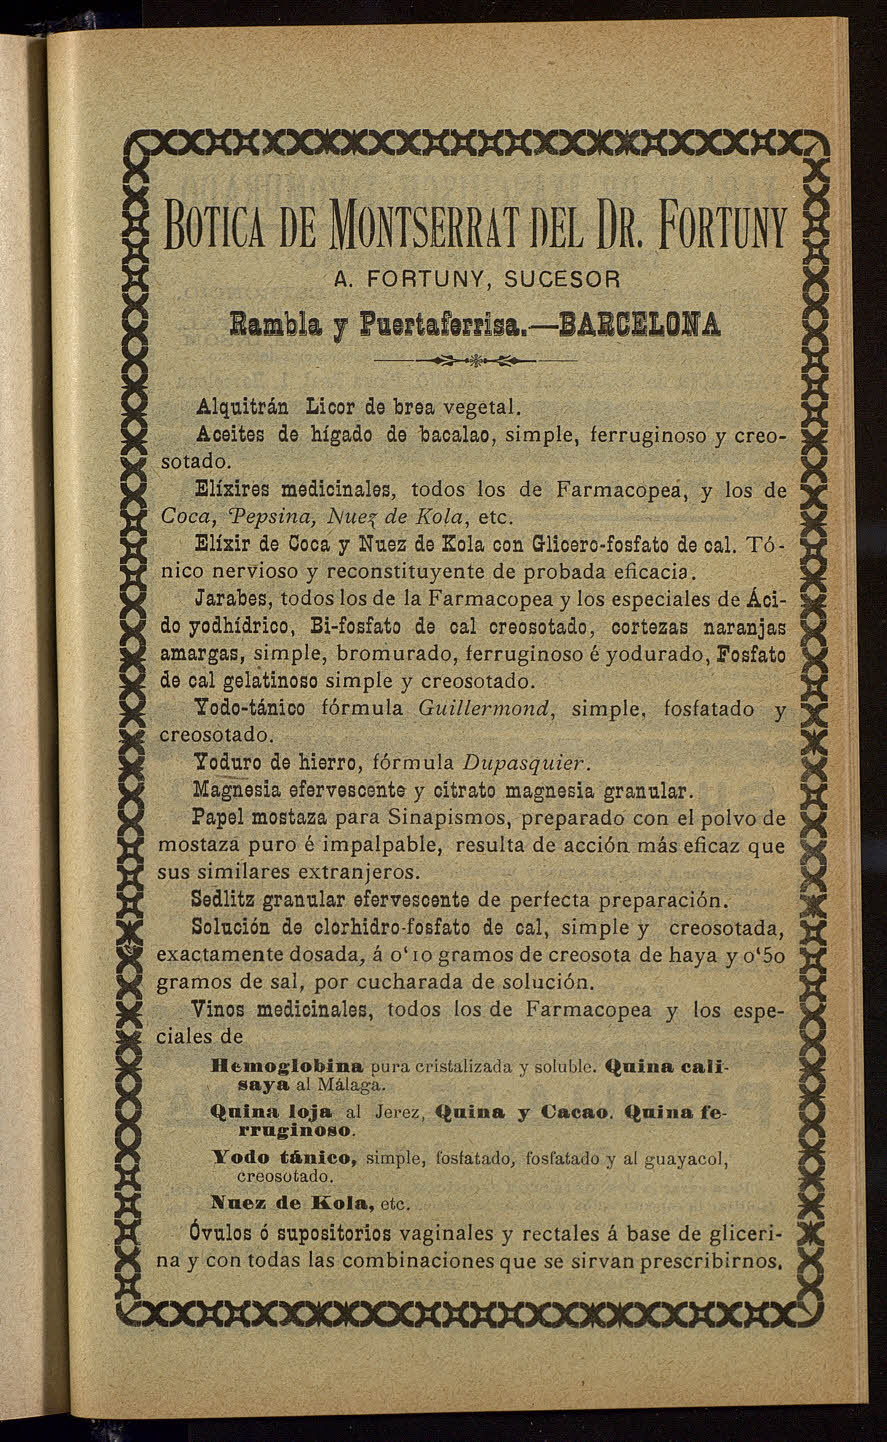 BOTICA DE MONTSERRAT DEL DR. FORTUNY
A. FORTUNY, SUCESOR
Rambla y Puertaferrisa.—BARCELONA
Alquitrán Licor de brea vegetal.
Aceites de hígado de bacalao, simple, ferruginoso y creo-
sotado.
Elíxires medicinales, todos los de Farmacopea, y los de
Coca, Pepsina, Nuez de Kola, etc.
Elíxir de Coca y Nuez de Kola con Glicero-fosfato de cal. Tó-
nico nervioso y reconstituyente de probada eficacia.
Jarabes, todos los de la Farmacopea y los especiales de Áci-
do yodhídrico, Bi-fosfato de cal creosotado, cortezas naranjas
amargas, simple, bromurado, ferruginoso é yodurado, Fosfato
de cal gelatinoso simple y creosotado.
Yodo-tánico fórmula Guillermond, simple, fosfatado y
creosotado.
Yoduro de hierro, fórmula Dupasquier.
Magnesia efervescente y citrato magnesia granular.
Papel mostaza para Sinapismos, preparado con el polvo de
mostaza puro é impalpable, resulta de acción más eficaz que
sus similares extranjeros.
Sedlitz granular efervescente de perfecta preparación.
Solución de clorhidro-fosfato de cal, simple y creosotada,
exactamente dosada, á 0‘10 gramos de creosota de haya y 0‘50
gramos de sal, por cucharada de solución.
Vinos medicinales, todos los de Farmacopea y los espe-
ciales de
Hemoglobina pura cristalizada y soluble. Quina cali-
saya al Málaga.
Quina loja al Jerez, Quina y Cacao. Quina fe-
rruginoso.
Yodo tánico, simple, fosfatado, fosfatado y al guayacol,
creosotado.
Nuez de Kola, etc.
Óvulos ó supositorios vaginales y rectales á base de gliceri-
na y con todas las combinaciones que se sirvan prescribirnos.